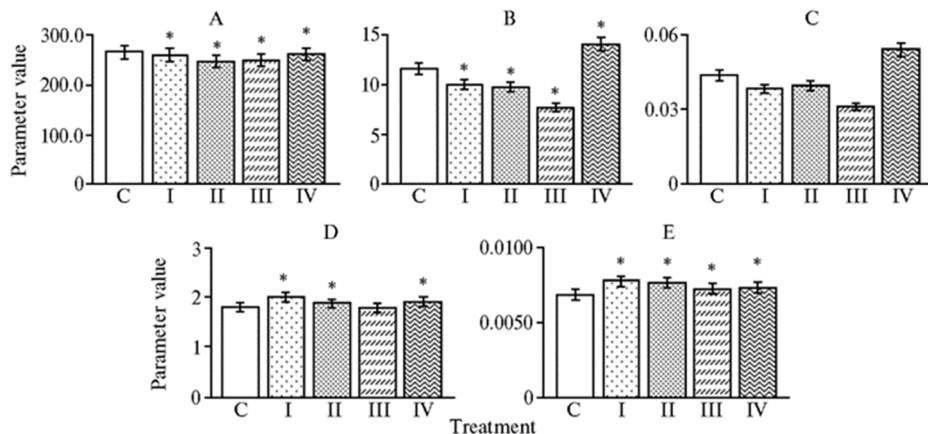 A
B
C
Parameter value
300.0
200.0
100.0
0
* * * *
C I II III IV
15
10
5
0
* * * *
C I II III IV
0.06
0.03
0
C I II III IV
D
E
Parameter value
3
2
1
0
* * *
C I II III IV
0.0100
0.0050
0.000
* * * *
C I II III IV
Treatment